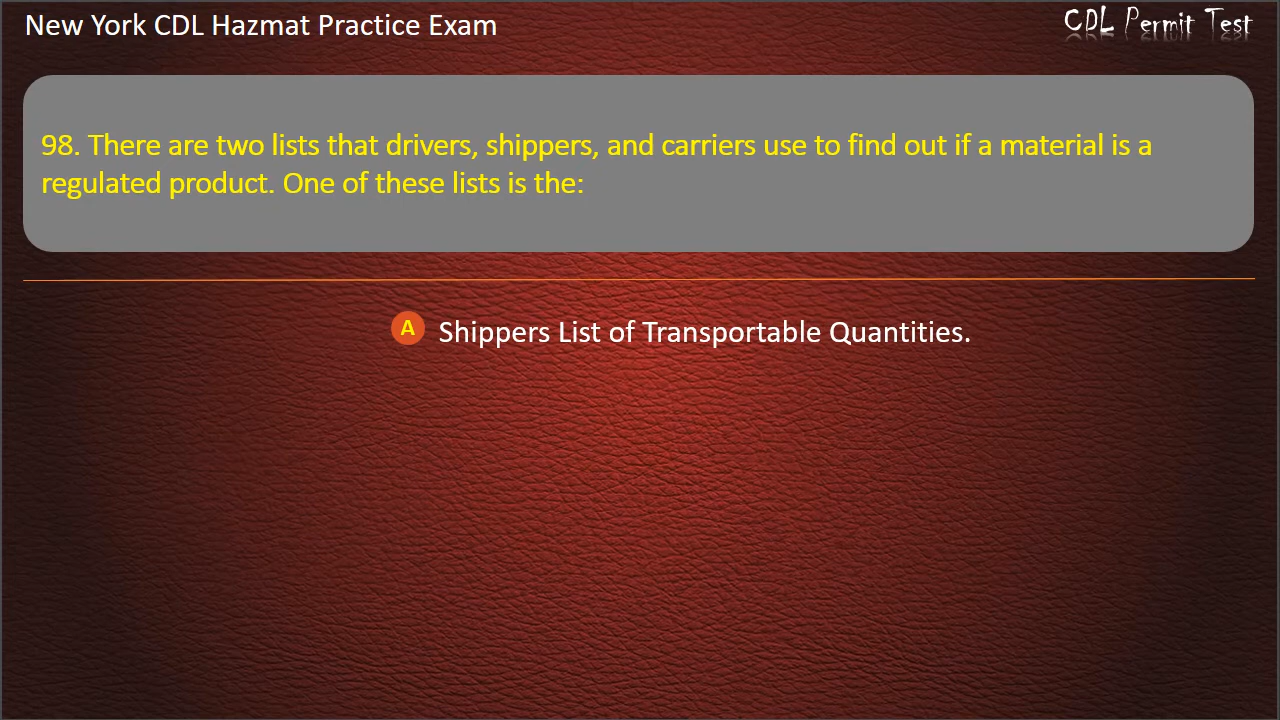 New York CDL Hazmat Practice Exam
CDL Permit Test
98. There are two lists that drivers, shippers, and carriers use to find out if a material is a
regulated product. One of these lists is the:
A Shippers List of Transportable Quantities.